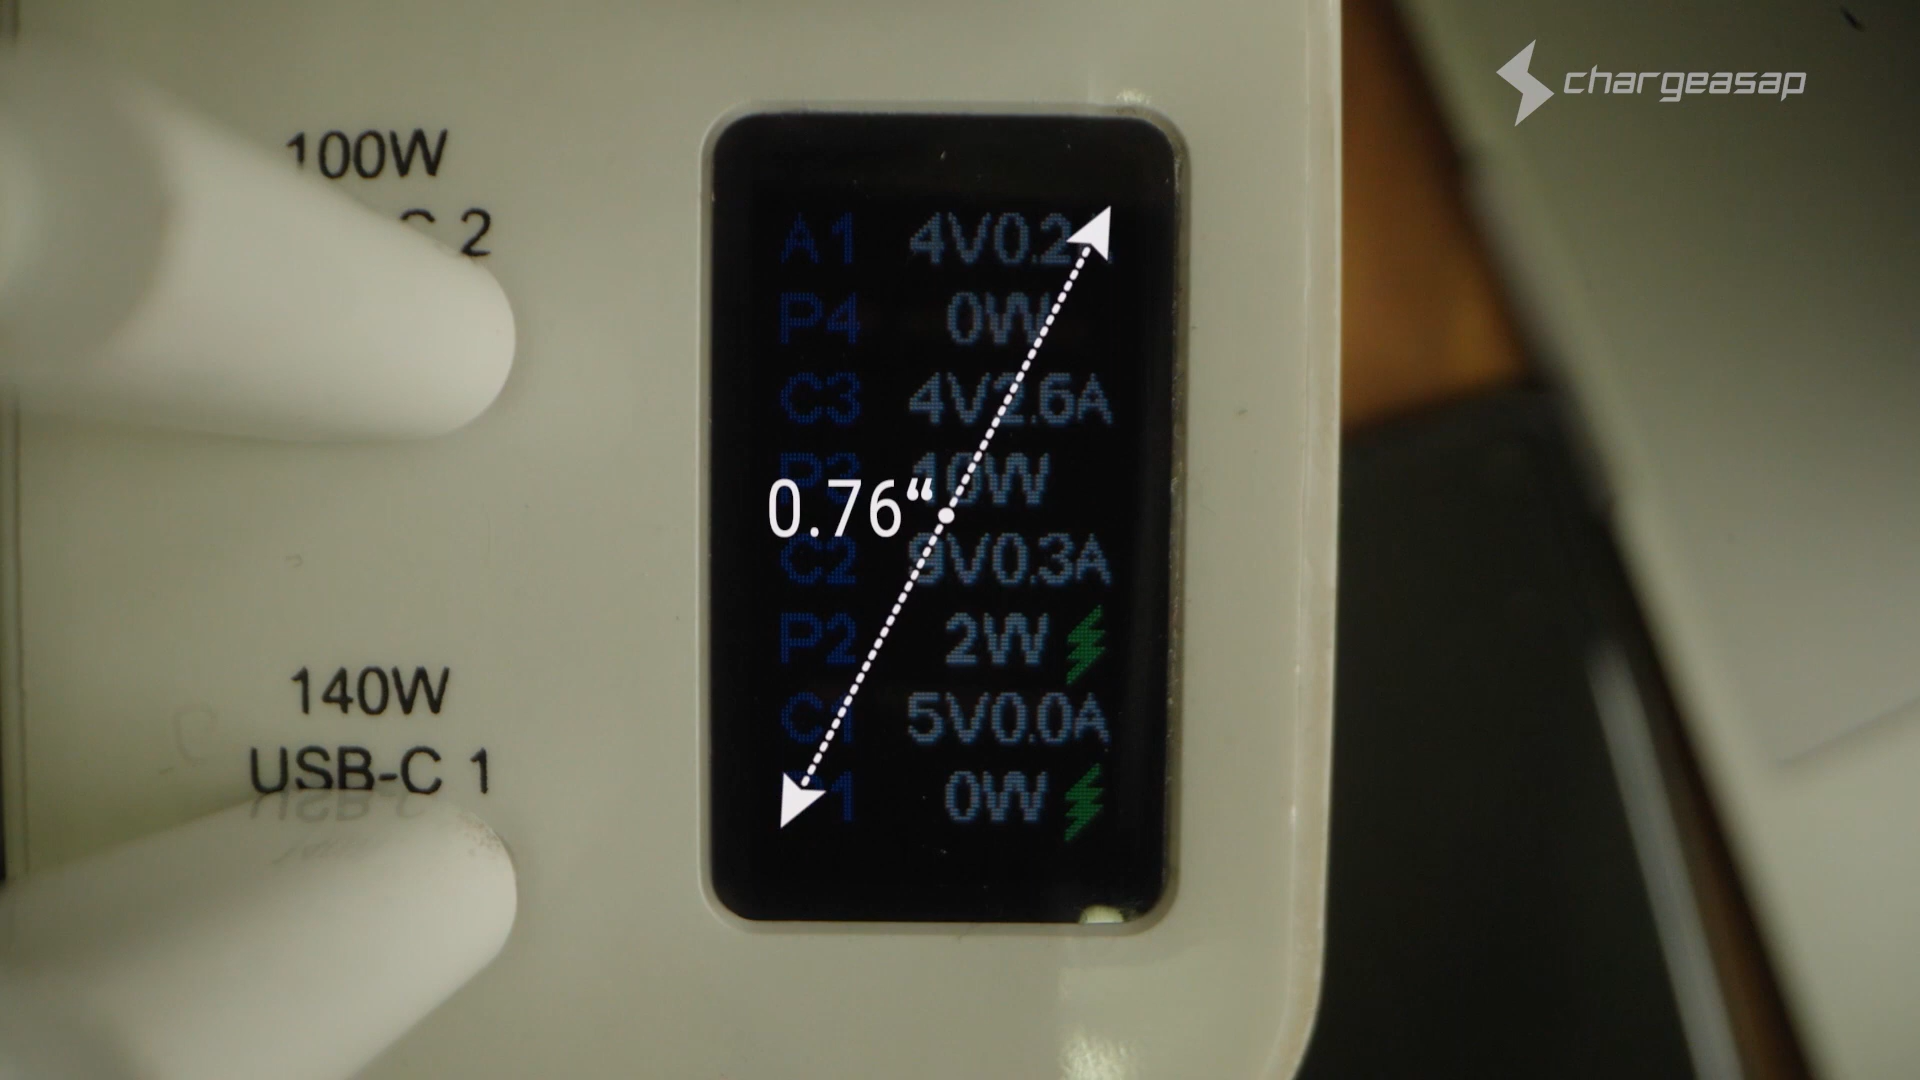 chargeasap
100W
C 2
A1 4V0.2
P4 0W
C3 4V2.6A
P3 10W
0.76“
C2 9V0.3A
P2 2W
140W
C1 5V0.0A
USB-C 1
P1 0W